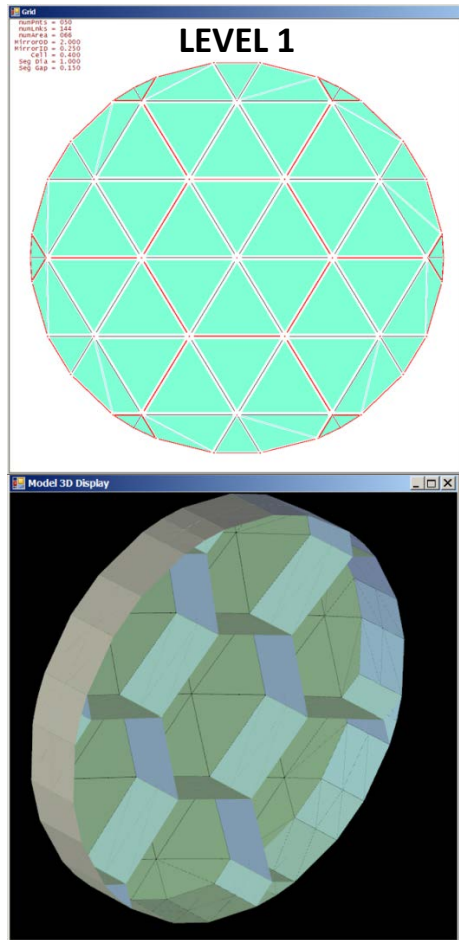 Grid
numPnts = 050
numLnks = 144
numArea = 066
MirrorOD = 2.000
MirrorID = 0.250
Cell = 0.400
Seg Dia = 1.000
Seg Gap = 0.150
LEVEL 1
Model 3D Display